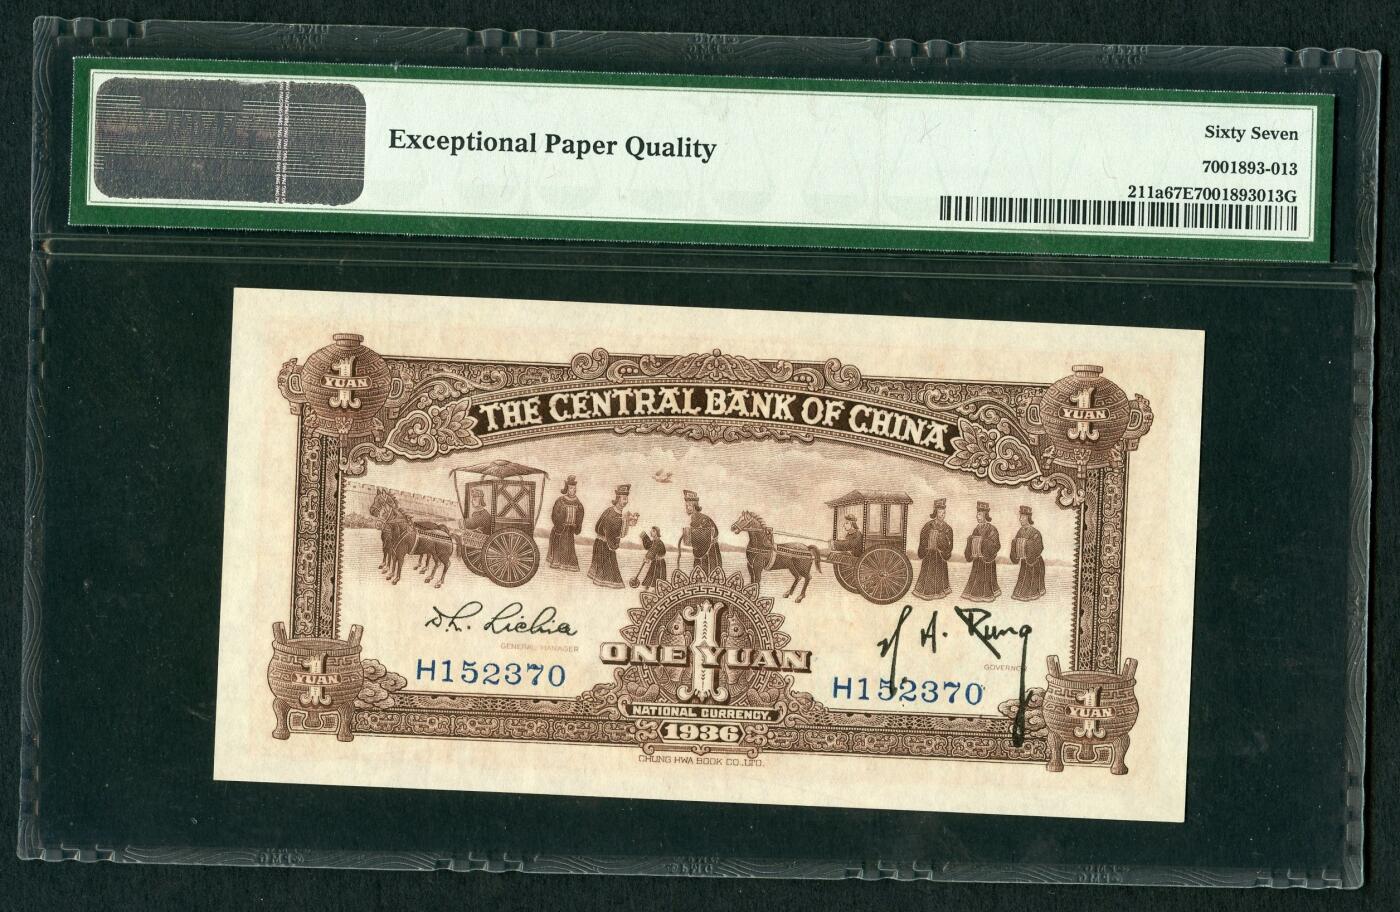 Exceptional Paper Quality
Sixty Seven
7001893-013
211a67E7001893013G
1
YUAN
1
YUAN
THE CENTRAL BANK OF CHINA
GENERAL MANAGER
GOVERNOR
H152370
1
ONE YUAN
H152370
1
YUAN
1
YUAN
NATIONAL CURRENCY.
1936
CHUNG HWA BOOK CO., LTD.